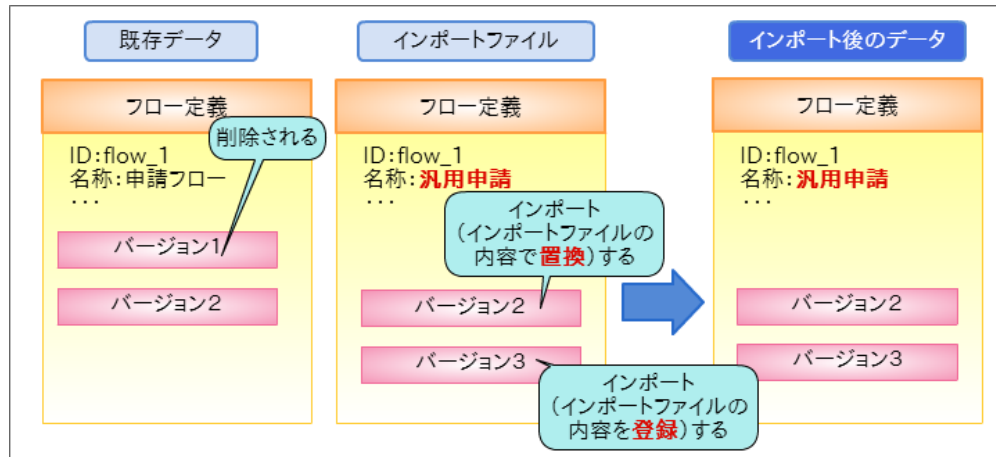 既存データ
インポートファイル
インポート後のデータ
フロー定義
フロー定義
フロー定義
削除される
ID:flow_1
名称:申請フロー
･･･
バージョン1
バージョン2
ID:flow_1
名称:汎用申請
･･･
インポート
(インポートファイルの
内容で置換)する
バージョン2
バージョン3
インポート
(インポートファイルの
内容を登録)する
ID:flow_1
名称:汎用申請
･･･
バージョン2
バージョン3